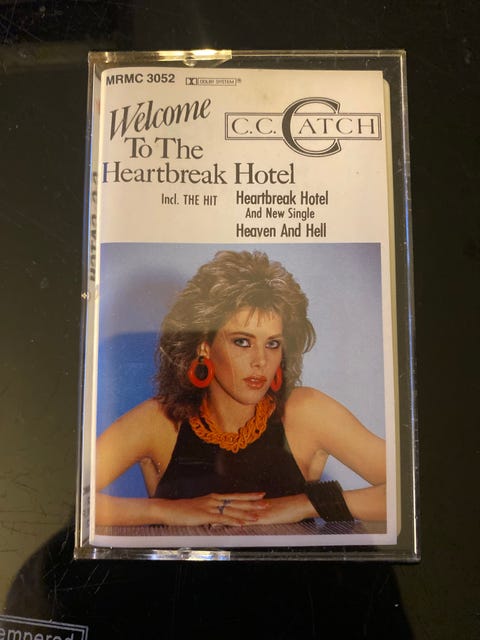 MRMC 3052 DOLBY SYSTEM®
Welcome
To The
Heartbreak Hotel
C.C. CATCH
Incl. THE HIT Heartbreak Hotel
And New Single
Heaven And Hell